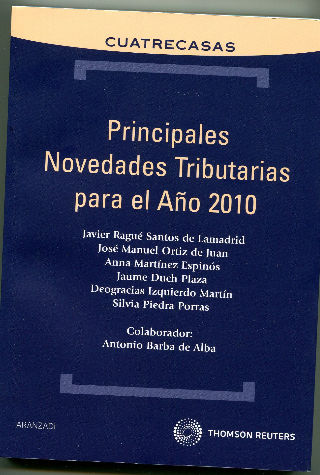 CUATRECASAS
Principales
Novedades Tributarias
para el Año 2010
Javier Ragué Santos de Lamadrid
José Manuel Ortiz de Juan
Anna Martínez Espinós
Jaume Duch Plaza
Deogracias Izquierdo Martín
Silvia Piedra Porras
Colaborador:
Antonio Barba de Alba
ARANZADI
THOMSON REUTERS